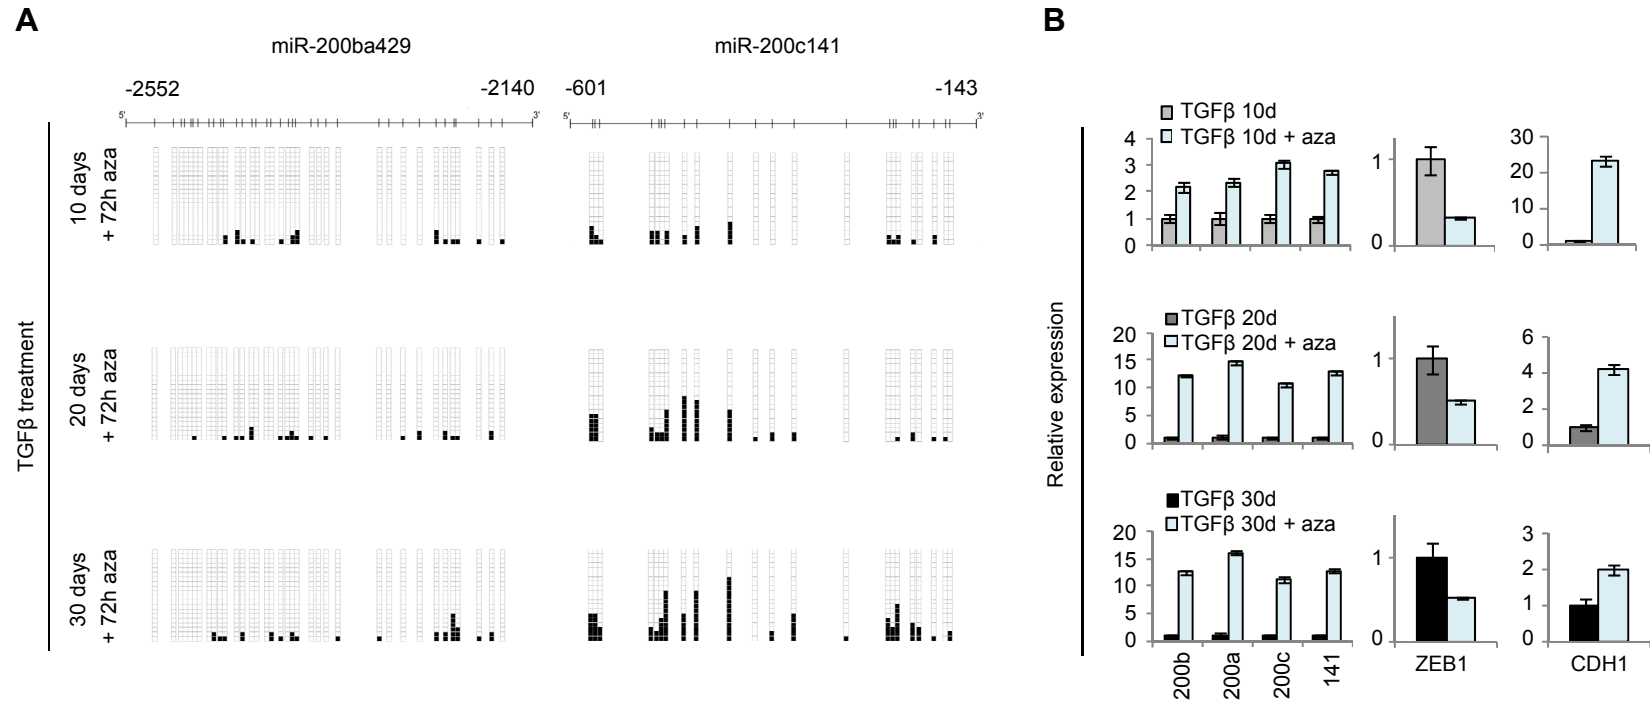 A
miR-200ba429
miR-200c141
-2552
-2140
-601
-143
5'
3'
5'
3'
TGFβ treatment
10 days
+ 72h aza
20 days
+ 72h aza
30 days
+ 72h aza
B
Relative expression
TGFβ 10d
TGFβ 10d + aza
4
3
2
1
0
1
0
30
20
10
0
TGFβ 20d
TGFβ 20d + aza
20
15
10
5
0
1
0
6
4
2
0
TGFβ 30d
TGFβ 30d + aza
20
15
10
5
0
1
0
3
2
1
0
200b
200a
200c
141
ZEB1
CDH1